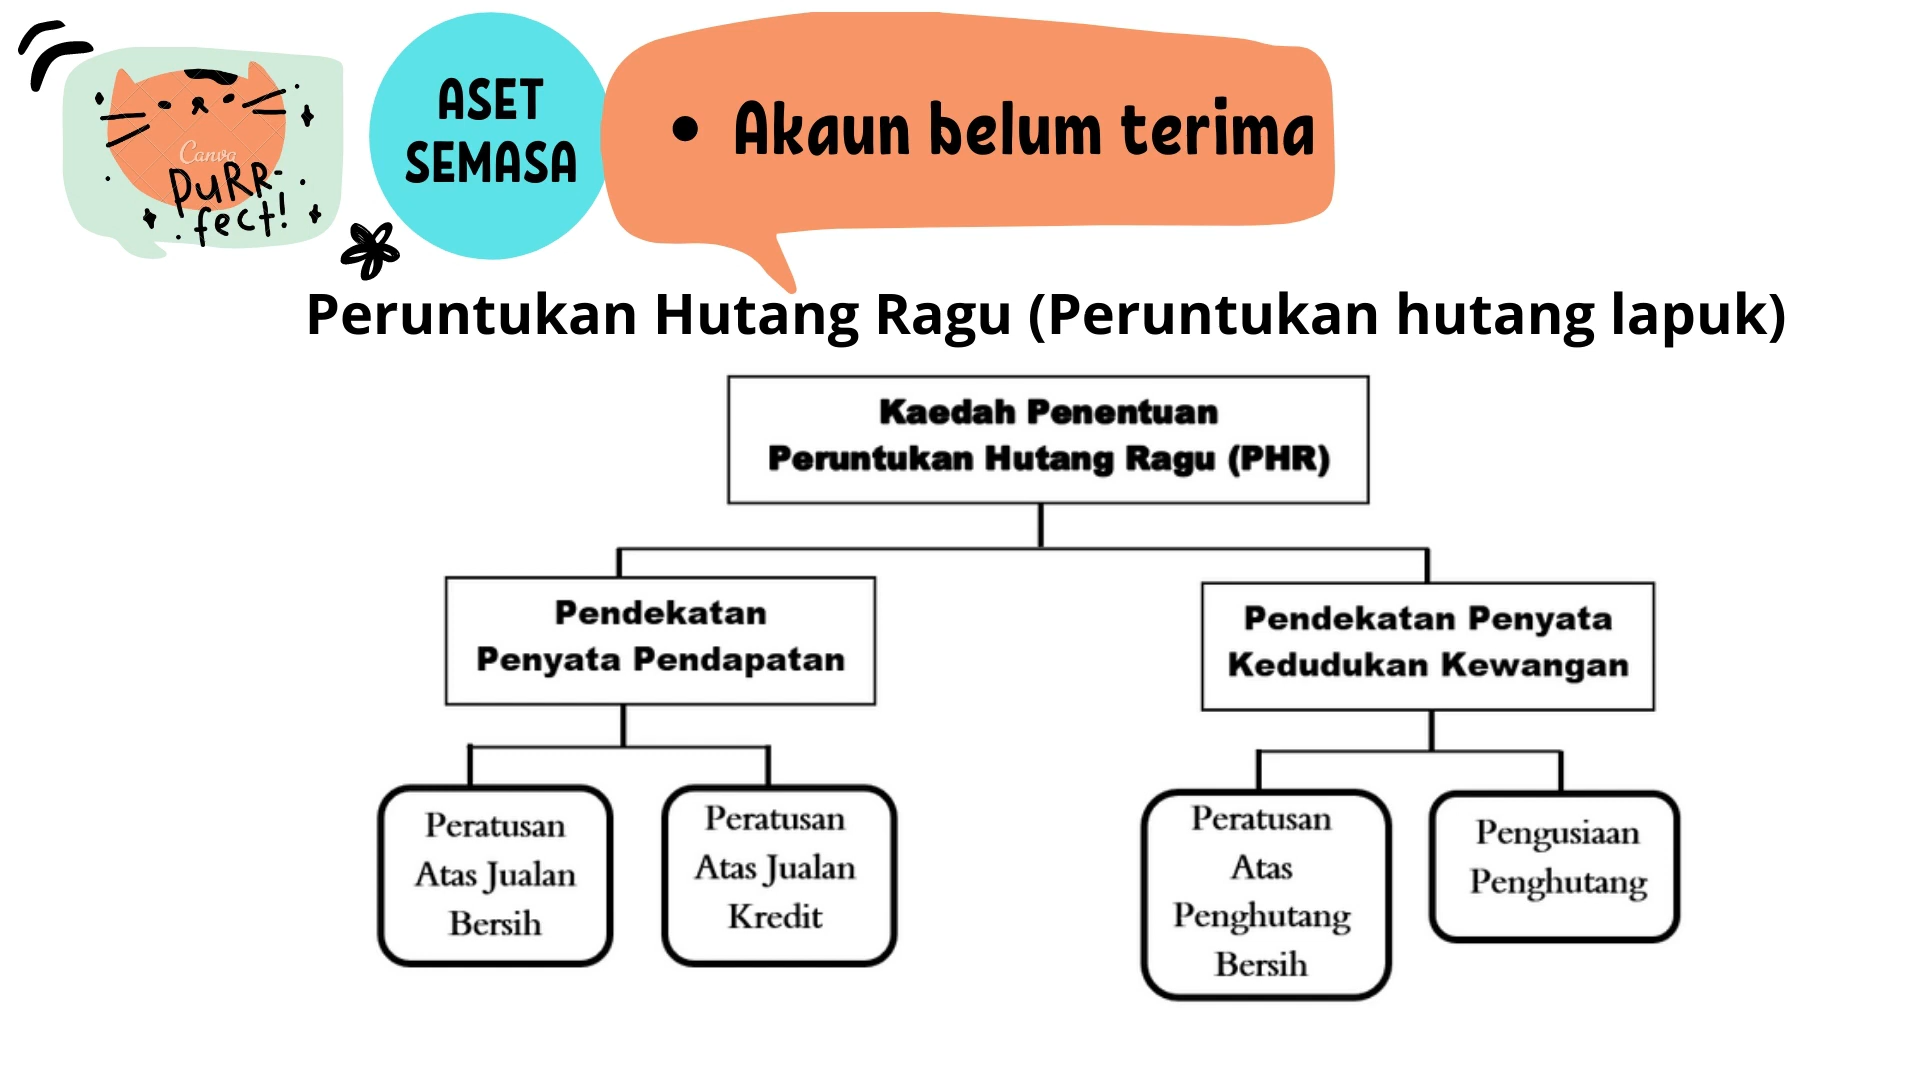 Canva
PuRR-
fect!
ASET
SEMASA
• Akaun belum terima
Peruntukan Hutang Ragu (Peruntukan hutang lapuk)
Kaedah Penentuan
Peruntukan Hutang Ragu (PHR)
Pendekatan
Penyata Pendapatan
Pendekatan Penyata
Kedudukan Kewangan
Peratusan
Atas Jualan
Bersih
Peratusan
Atas Jualan
Kredit
Peratusan
Atas
Penghutang
Bersih
Pengusiaan
Penghutang